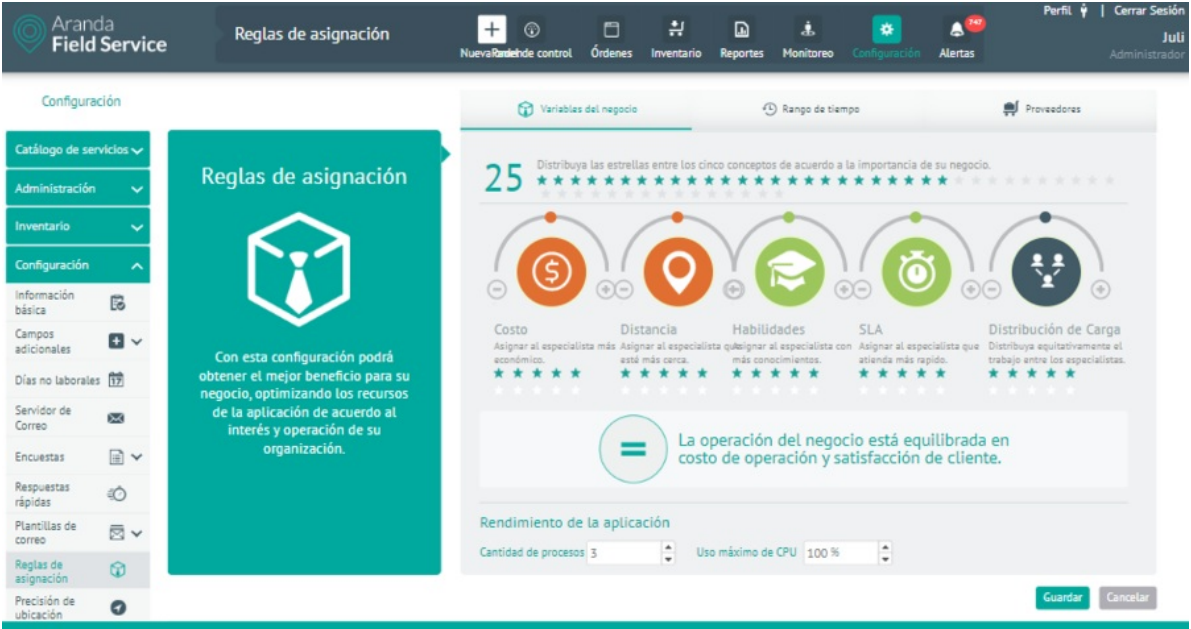 Aranda
Field Service
Reglas de asignación
Órdenes
Inventario
Reportes
Monitoreo
Configuración
Alertas
747
Perfil | Cerrar Sesión
Juli
Administrador
Configuración
Catálogo de servicios
Administración
Inventario
Configuración
Información
básica
Campos
adicionales
Días no laborales
17
Servidor de
Correo
Encuestas
Respuestas
rápidas
Plantillas de
correo
Reglas de
asignación
Precisión de
ubicación
Reglas de asignación
Con esta configuración podrá
obtener el mejor beneficio para su
negocio, optimizando los recursos
de la aplicación de acuerdo al
interés y operación de su
organización.
Variables del negocio
Rango de tiempo
Proveedores
25
Distribuya las estrellas entre los cinco conceptos de acuerdo a la importancia de su negocio.
Costo
Asignar al especialista más
económico.
Distancia
Asignar al especialista
está más cerca.
Habilidades
al especialista con
más conocimientos.
SLA
Asignar al especialista que
atienda más rapido.
Distribución de Carga
Distribuya equitativamente el
trabajo entre los especialistas.
La operación del negocio está equilibrada en
costo de operación y satisfacción de cliente.
Rendimiento de la aplicación
Cantidad de procesos 3
Uso máximo de CPU 100 %
Guardar
Cancelar